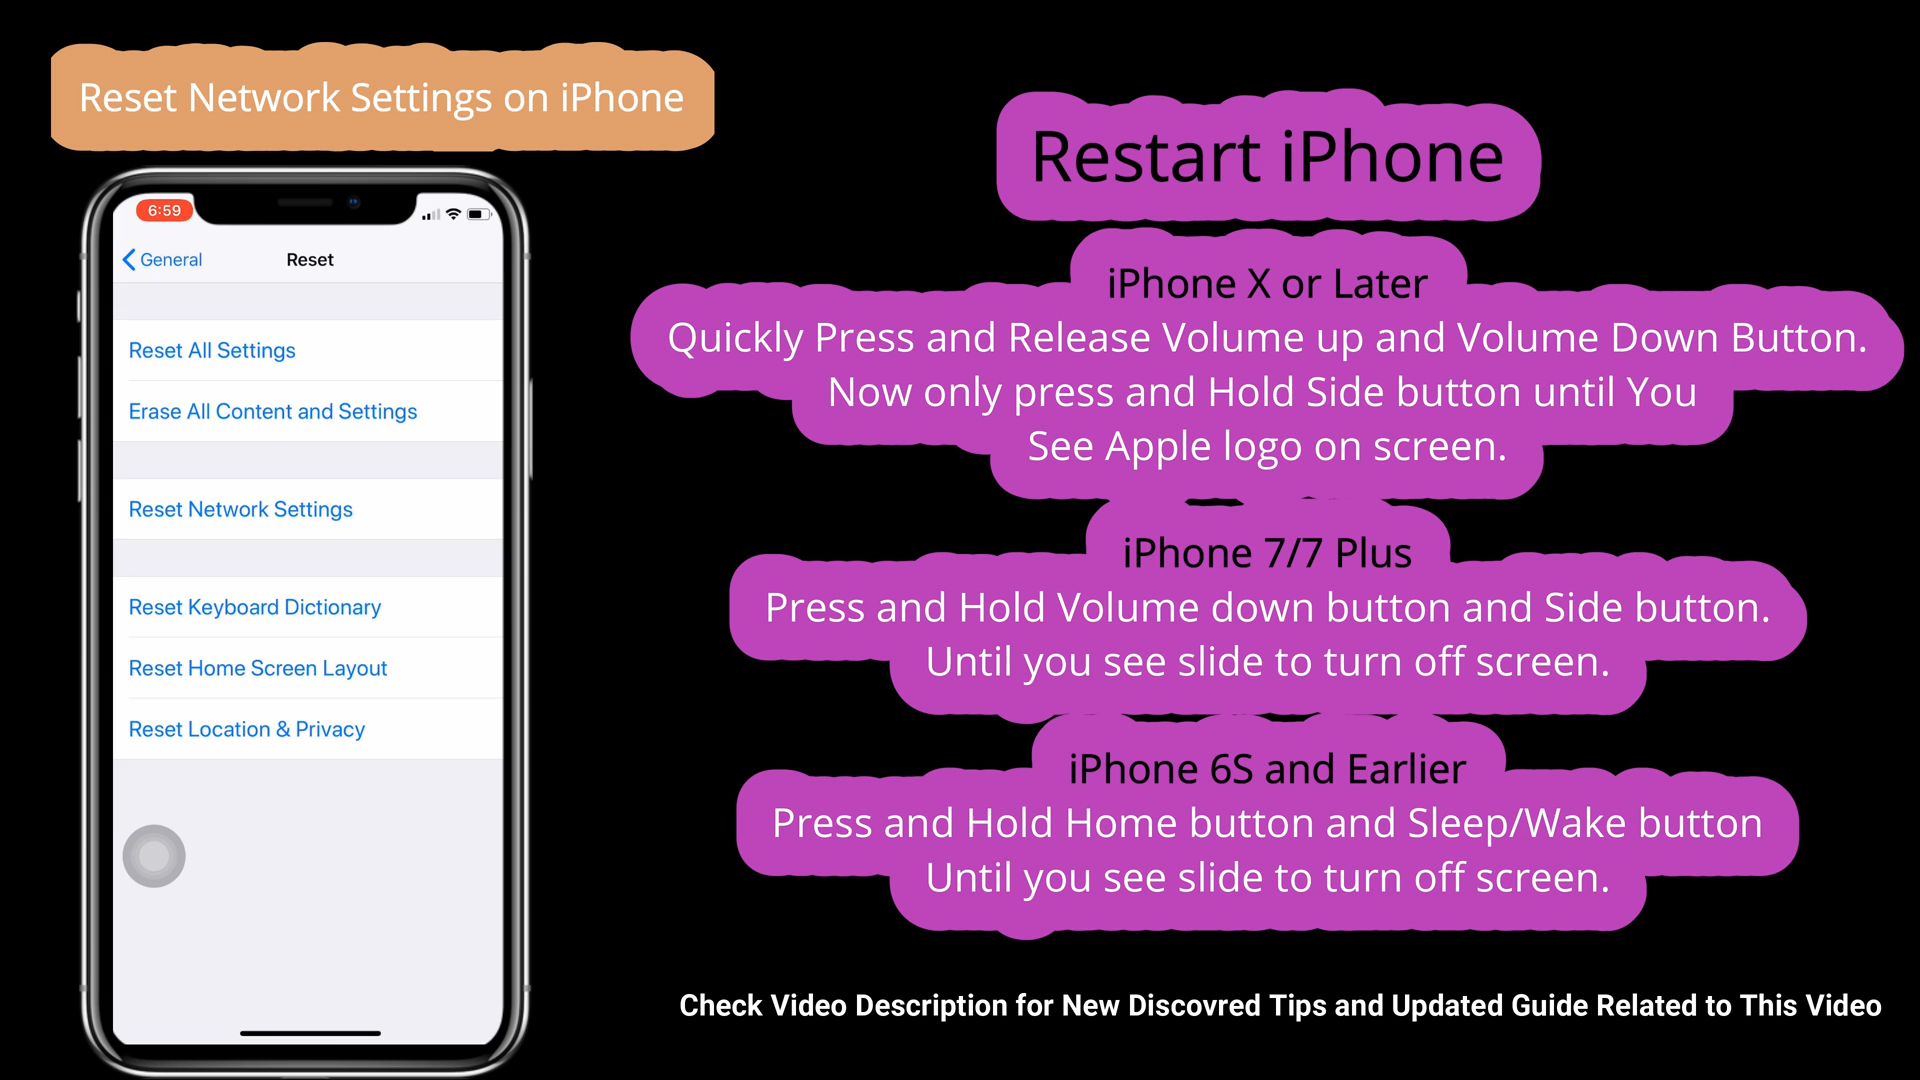 Reset Network Settings on iPhone
6:59
General
Reset
Reset All Settings
Erase All Content and Settings
Reset Network Settings
Reset Keyboard Dictionary
Reset Home Screen Layout
Reset Location & Privacy
Restart iPhone
iPhone X or Later
Quickly Press and Release Volume up and Volume Down Button.
Now only press and Hold Side button until You
See Apple logo on screen.
iPhone 7/7 Plus
Press and Hold Volume down button and Side button.
Until you see slide to turn off screen.
iPhone 6S and Earlier
Press and Hold Home button and Sleep/Wake button
Until you see slide to turn off screen.
Check Video Description for New Discovred Tips and Updated Guide Related to This Video